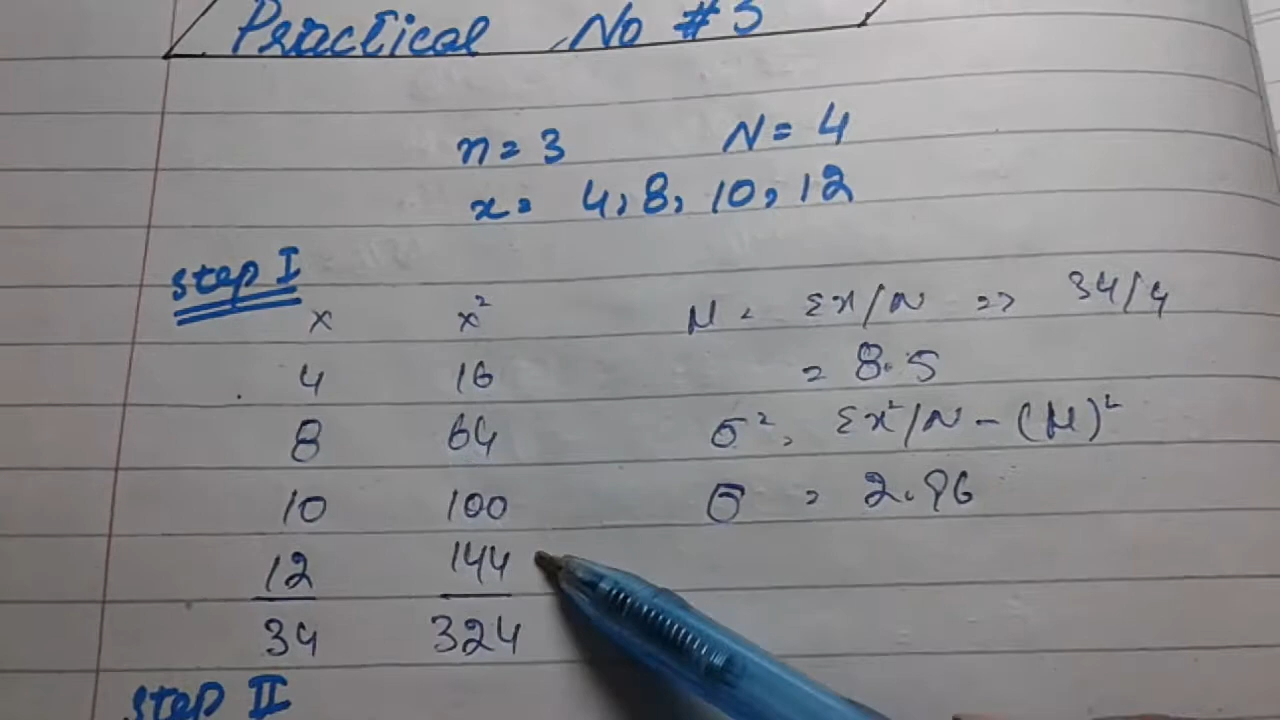 Practical No #3
n = 3 N = 4
x = 4, 8, 10, 12
Step I
x x²
4 16
8 64
10 100
12 144
34 324
μ = Σx/N => 34/4
= 8.5
σ² = Σx²/N - (μ)²
σ = 2.96
Step II